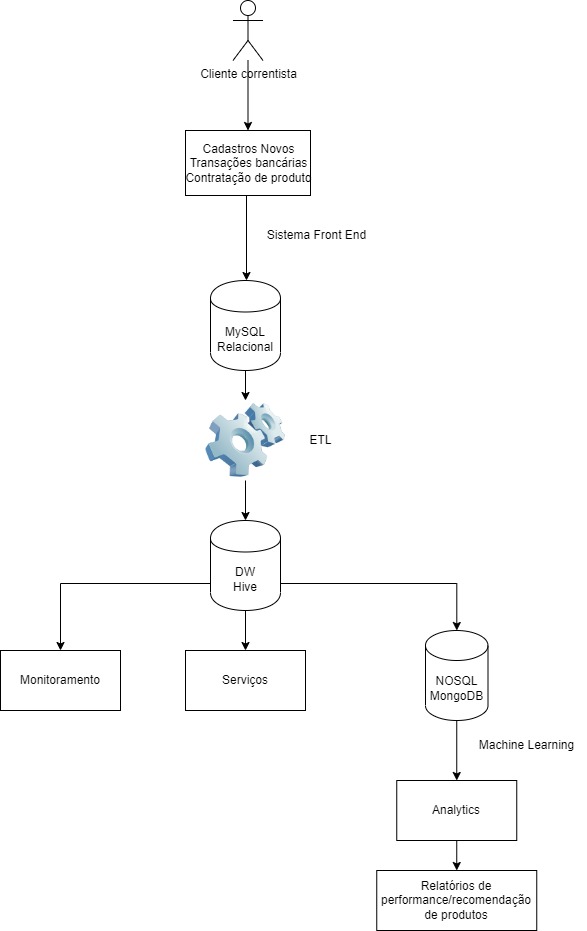 Cliente correntista
Cadastros Novos
Transações bancárias
Contratação de produto
Sistema Front End
MySQL
Relacional
ETL
DW
Hive
Monitoramento
Serviços
NOSQL
MongoDB
Machine Learning
Analytics
Relatórios de
performance/recomendação
de produtos